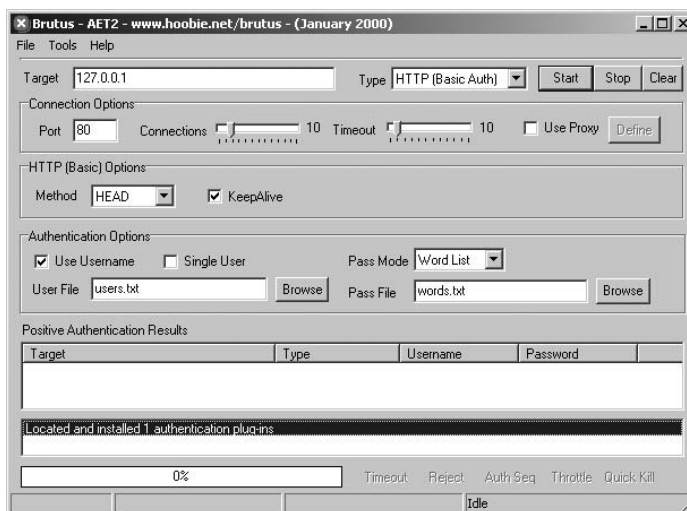 Brutus - AET2 - www.hoobie.net/brutus - (January 2000)
File Tools Help
Target 127.0.0.1 Type HTTP (Basic Auth) Start Stop Clear
Connection Options
Port 80 Connections 10 Timeout 10 Use Proxy Define
HTTP (Basic) Options
Method HEAD KeepAlive
Authentication Options
Use Username Single User Pass Mode Word List
User File users.txt Browse Pass File words.txt Browse
Positive Authentication Results
Target Type Username Password
Located and installed 1 authentication plug-ins
0% Timeout Reject Auth Seq Throttle Quick Kill
Idle